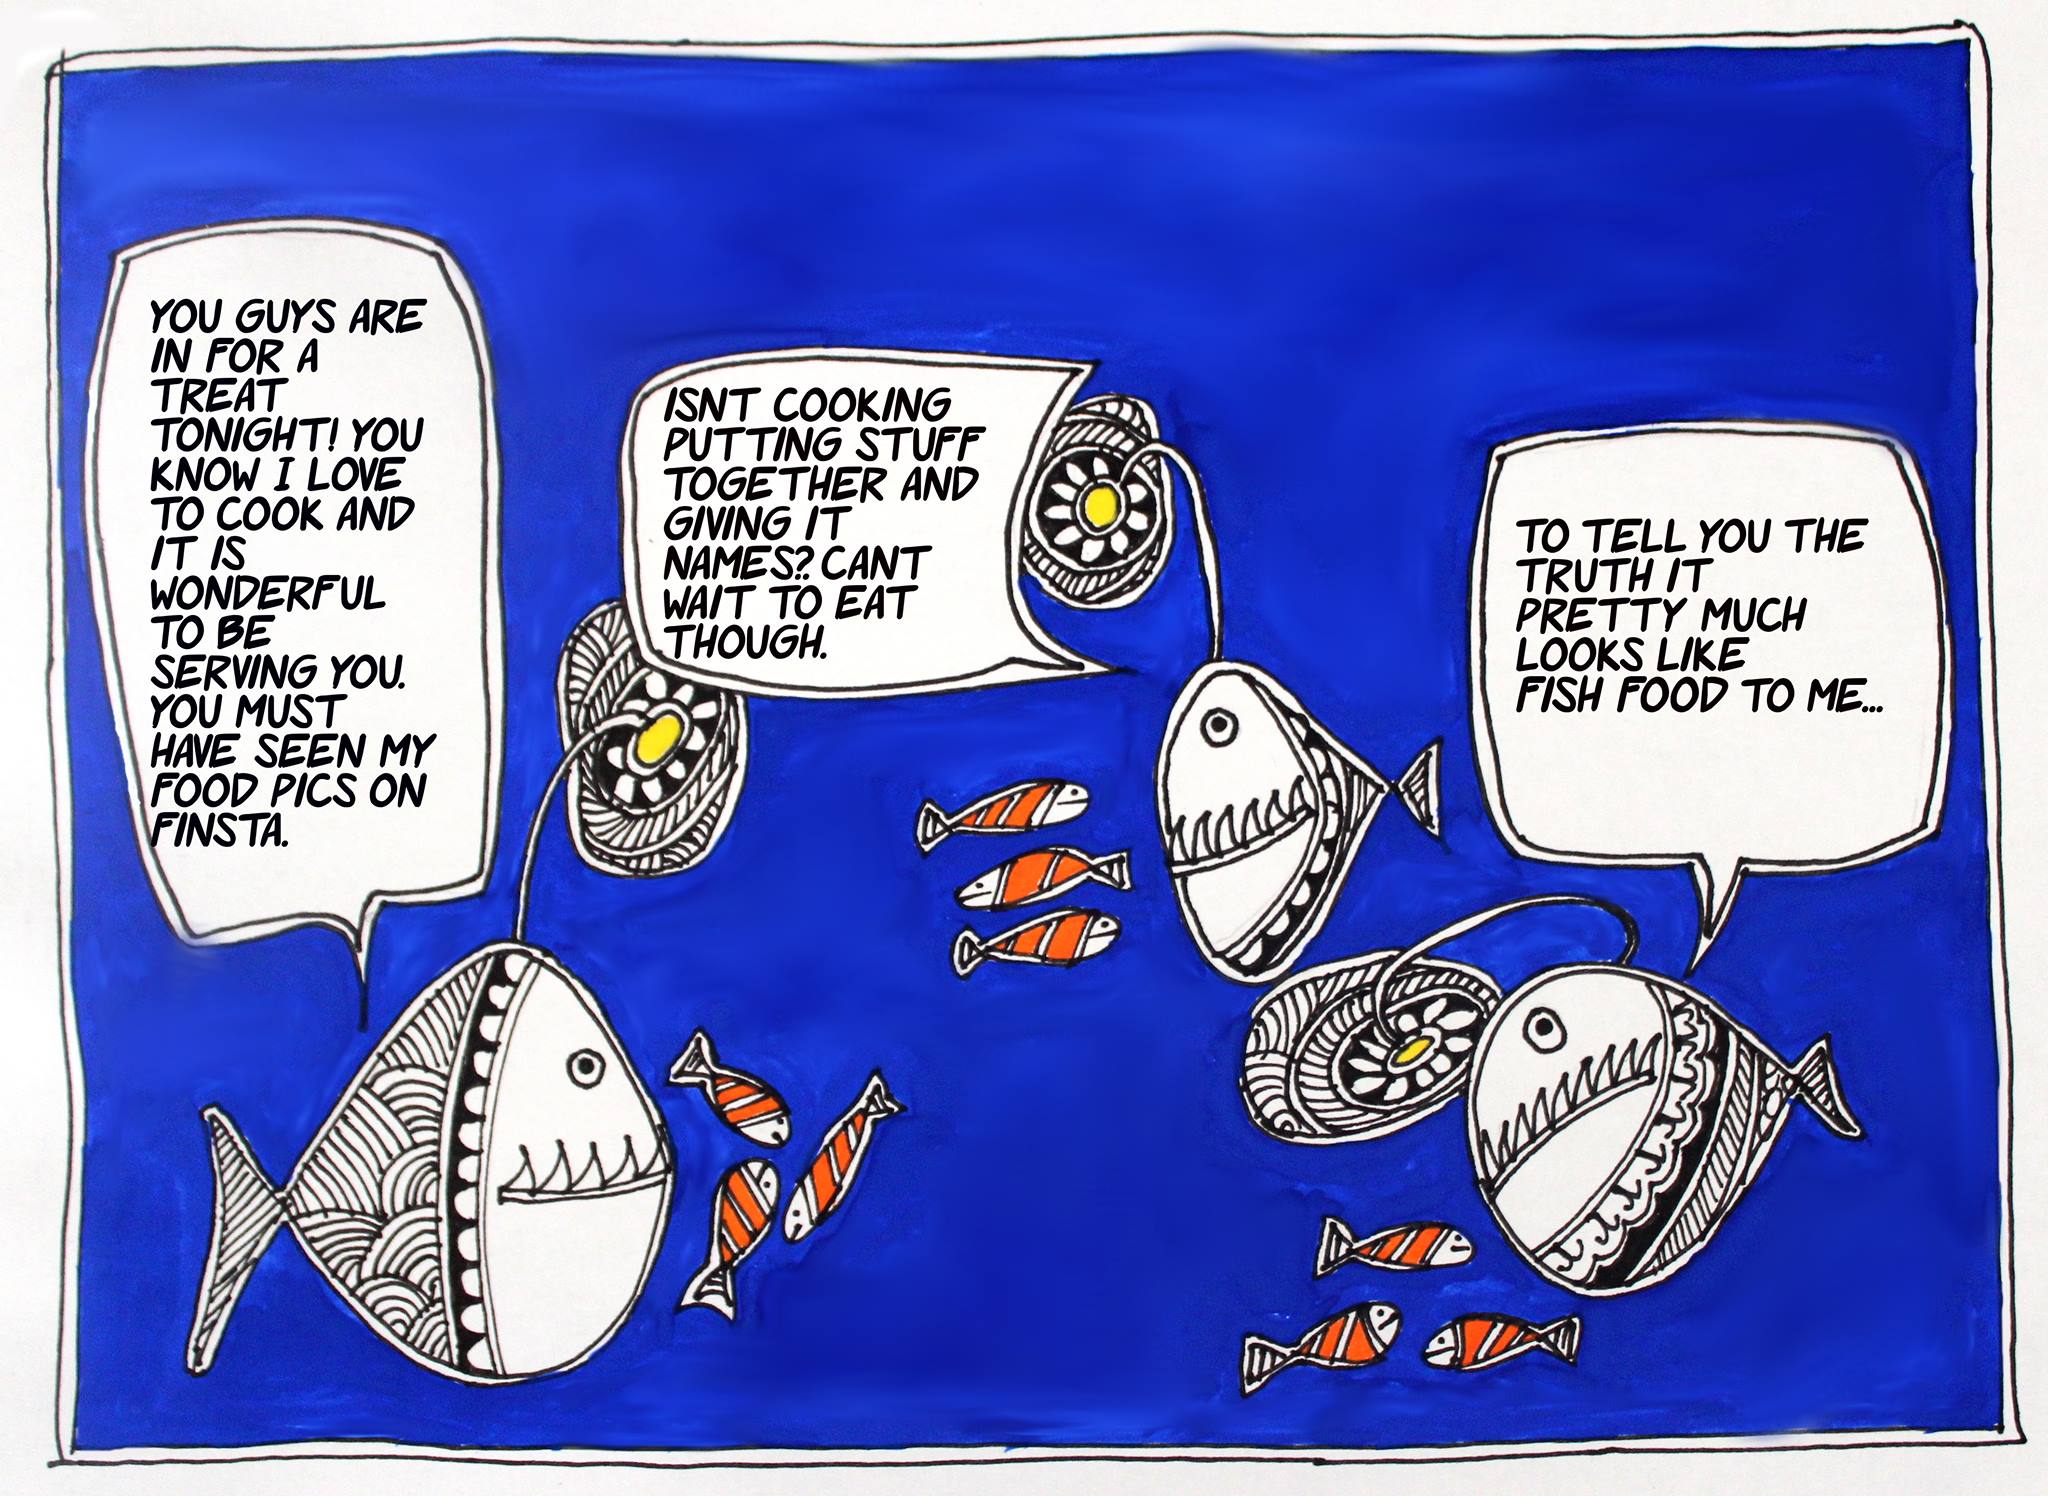 YOU GUYS ARE
IN FOR A
TREAT
TONIGHT! YOU
KNOW I LOVE
TO COOK AND
IT IS
WONDERFUL
TO BE
SERVING YOU.
YOU MUST
HAVE SEEN MY
FOOD PICS ON
FINSTA.
ISNT COOKING
PUTTING STUFF
TOGETHER AND
GIVING IT
NAMES? CANT
WAIT TO EAT
THOUGH.
TO TELL YOU THE
TRUTH IT
PRETTY MUCH
LOOKS LIKE
FISH FOOD TO ME...